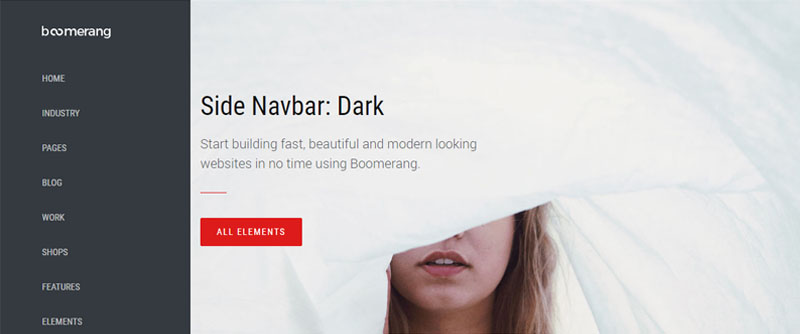 boomerang
HOME
INDUSTRY
PAGES
BLOG
WORK
SHOPS
FEATURES
ELEMENTS
Side Navbar: Dark
Start building fast, beautiful and modern looking
websites in no time using Boomerang.
ALL ELEMENTS